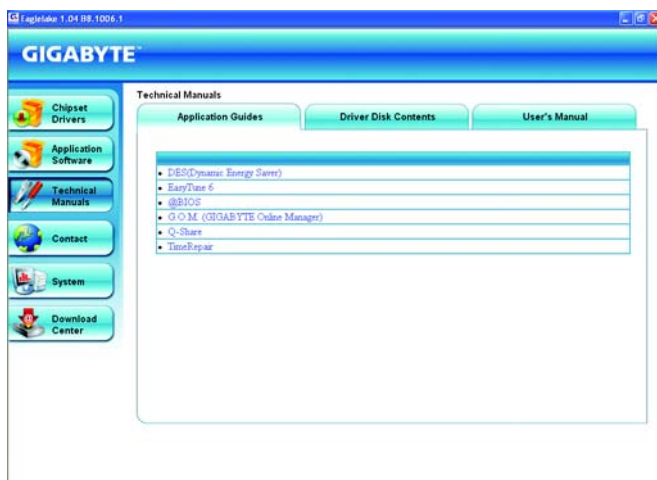 Eaglelake 1.04 B8.1006.1
GIGABYTE
Chipset
Drivers
Application
Software
Technical
Manuals
Contact
System
Download
Center
Technical Manuals
Application Guides
Driver Disk Contents
User's Manual
DES(Dynamic Energy Saver)
EasyTune 6
@BIOS
G.O.M. (GIGABYTE Online Manager)
Q-Share
TimeRepair